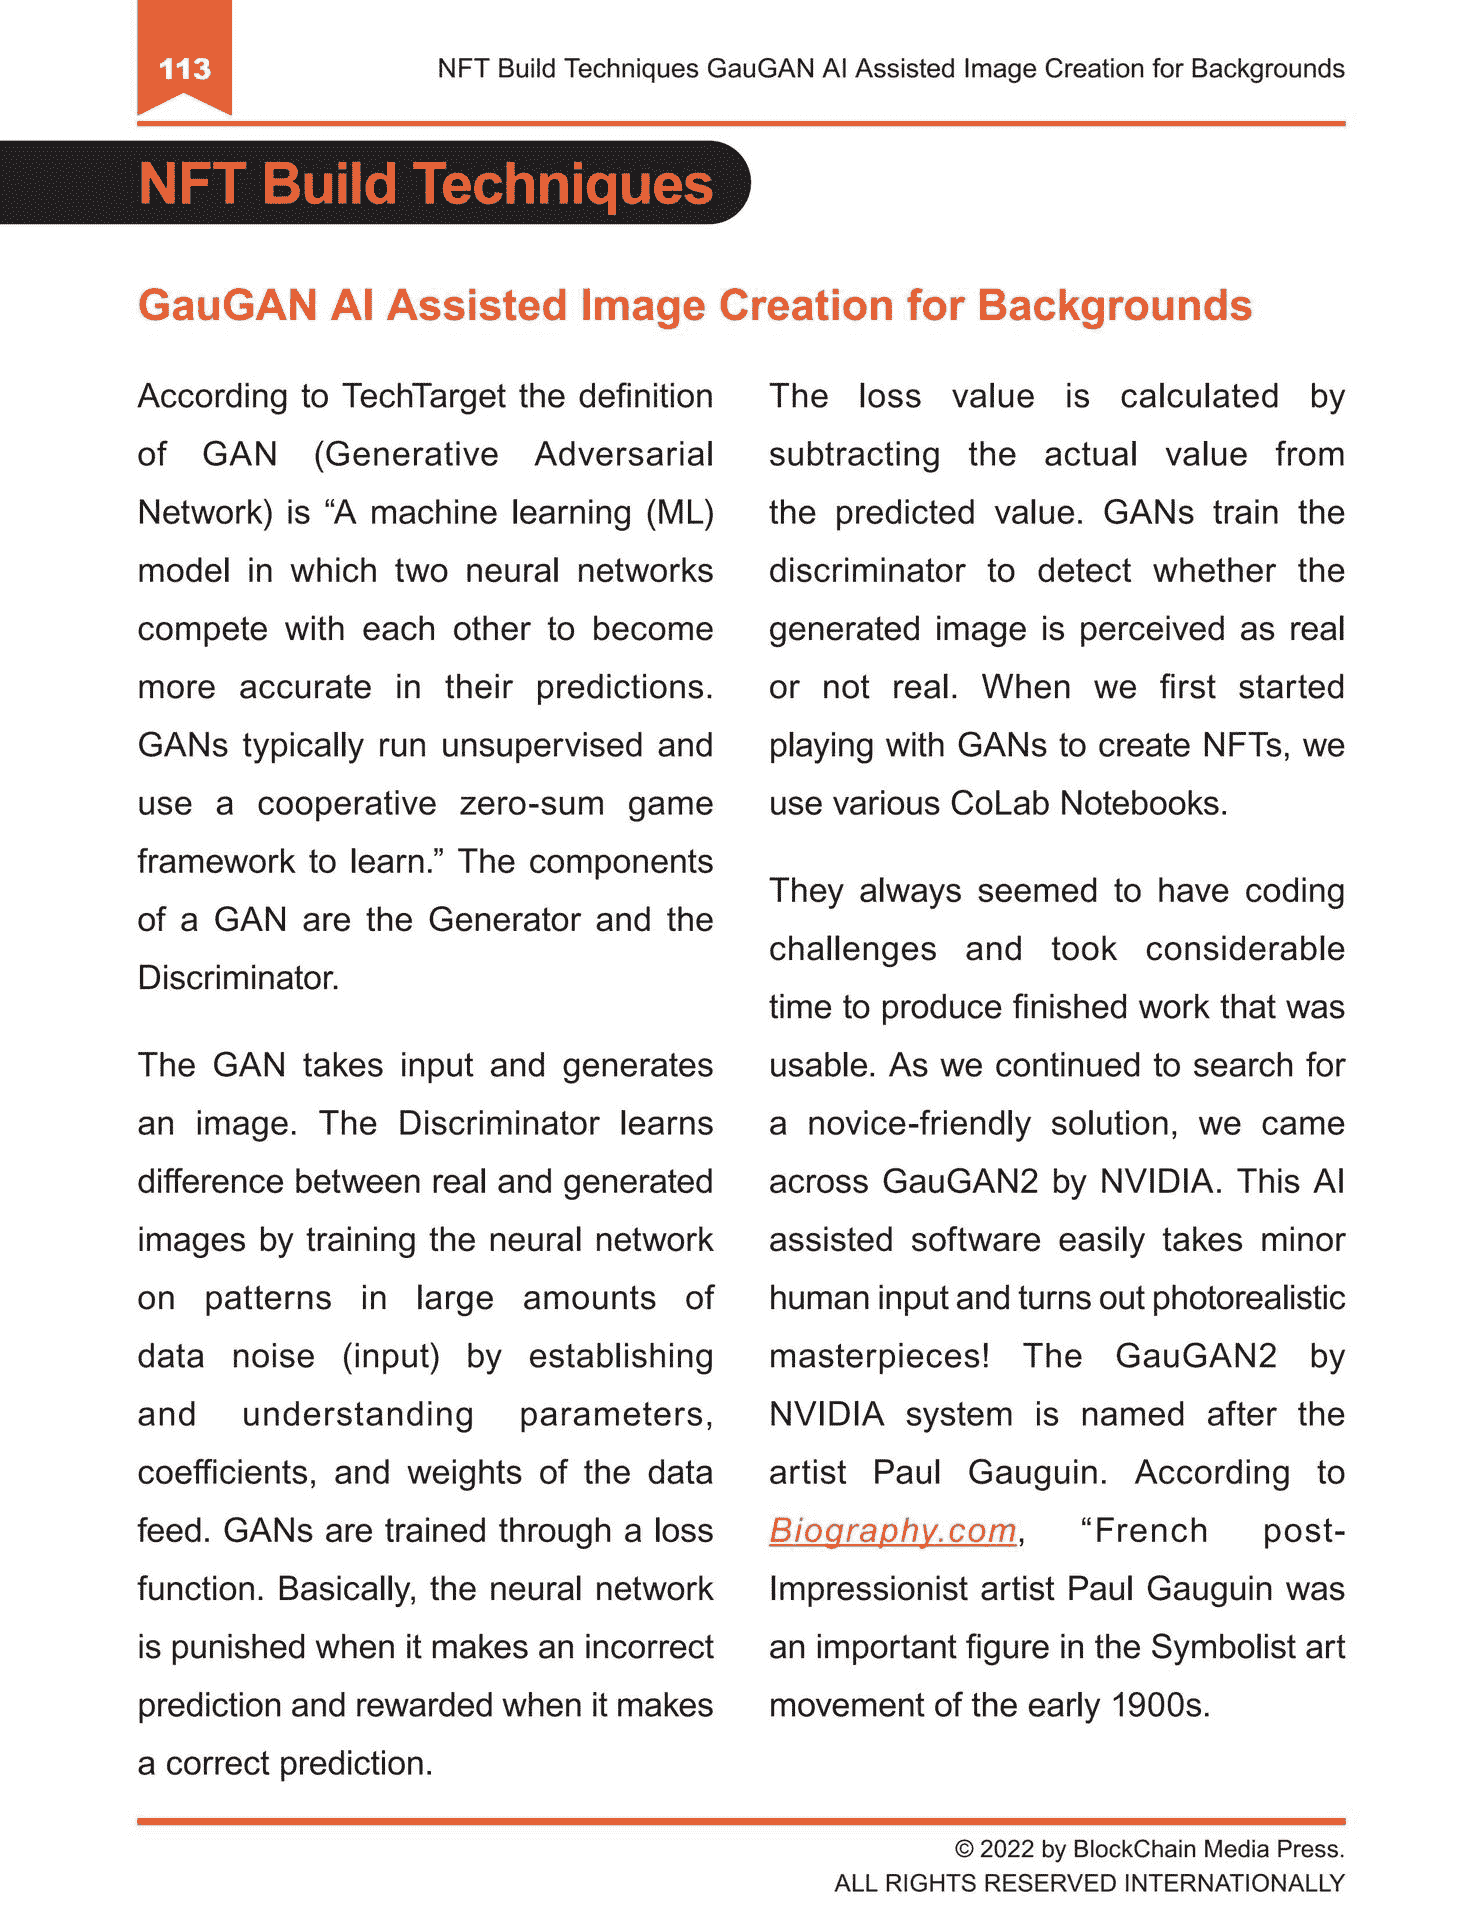 113
NFT Build Techniques GauGAN AI Assisted Image Creation for Backgrounds
NFT Build Techniques
GauGAN AI Assisted Image Creation for Backgrounds
According to TechTarget the definition
of GAN (Generative Adversarial
Network) is “A machine learning (ML)
model in which two neural networks
compete with each other to become
more accurate in their predictions.
GANs typically run unsupervised and
use a cooperative zero-sum game
framework to learn.” The components
of a GAN are the Generator and the
Discriminator.
The GAN takes input and generates
an image. The Discriminator learns
difference between real and generated
images by training the neural network
on patterns in large amounts of
data noise (input) by establishing
and understanding parameters,
coefficients, and weights of the data
feed. GANs are trained through a loss
function. Basically, the neural network
is punished when it makes an incorrect
prediction and rewarded when it makes
a correct prediction.
The loss value is calculated by
subtracting the actual value from
the predicted value. GANs train the
discriminator to detect whether the
generated image is perceived as real
or not real. When we first started
playing with GANs to create NFTs, we
use various CoLab Notebooks.
They always seemed to have coding
challenges and took considerable
time to produce finished work that was
usable. As we continued to search for
a novice-friendly solution, we came
across GauGAN2 by NVIDIA. This AI
assisted software easily takes minor
human input and turns out photorealistic
masterpieces! The GauGAN2 by
NVIDIA system is named after the
artist Paul Gauguin. According to
Biography.com, “French post-
Impressionist artist Paul Gauguin was
an important figure in the Symbolist art
movement of the early 1900s.
© 2022 by BlockChain Media Press.
ALL RIGHTS RESERVED INTERNATIONALLY